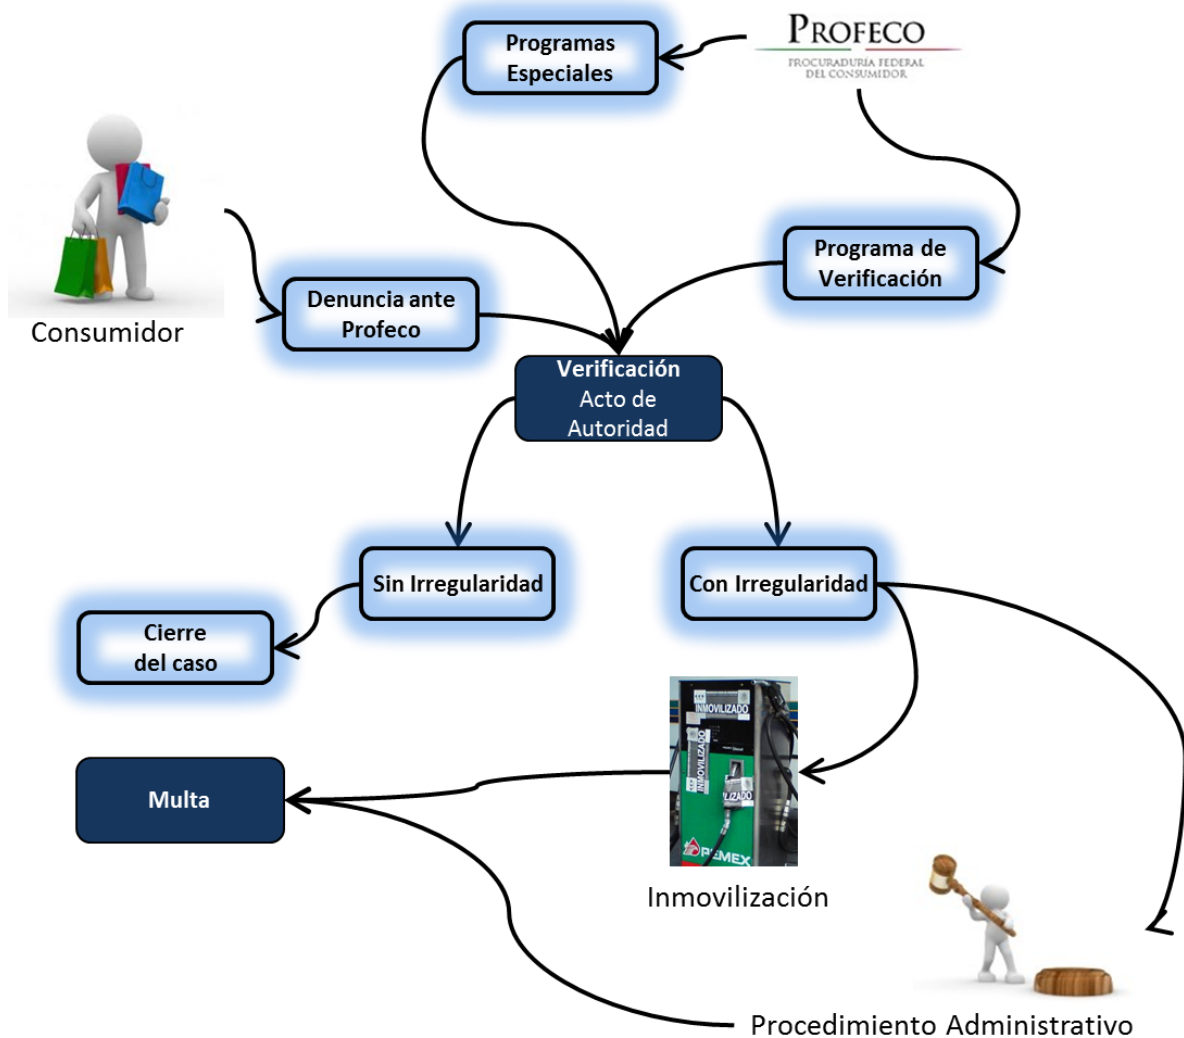 PROFECO
PROCURADURÍA FEDERAL
DEL CONSUMIDOR
Programas
Especiales
Programa de
Verificación
Denuncia ante
Profeco
Consumidor
Verificación
Acto de
Autoridad
Sin Irregularidad
Con Irregularidad
Cierre
del caso
INMOVILIZADO
INMOVILIZADO
Multa
PEMEX
Inmovilización
Procedimiento Administrativo